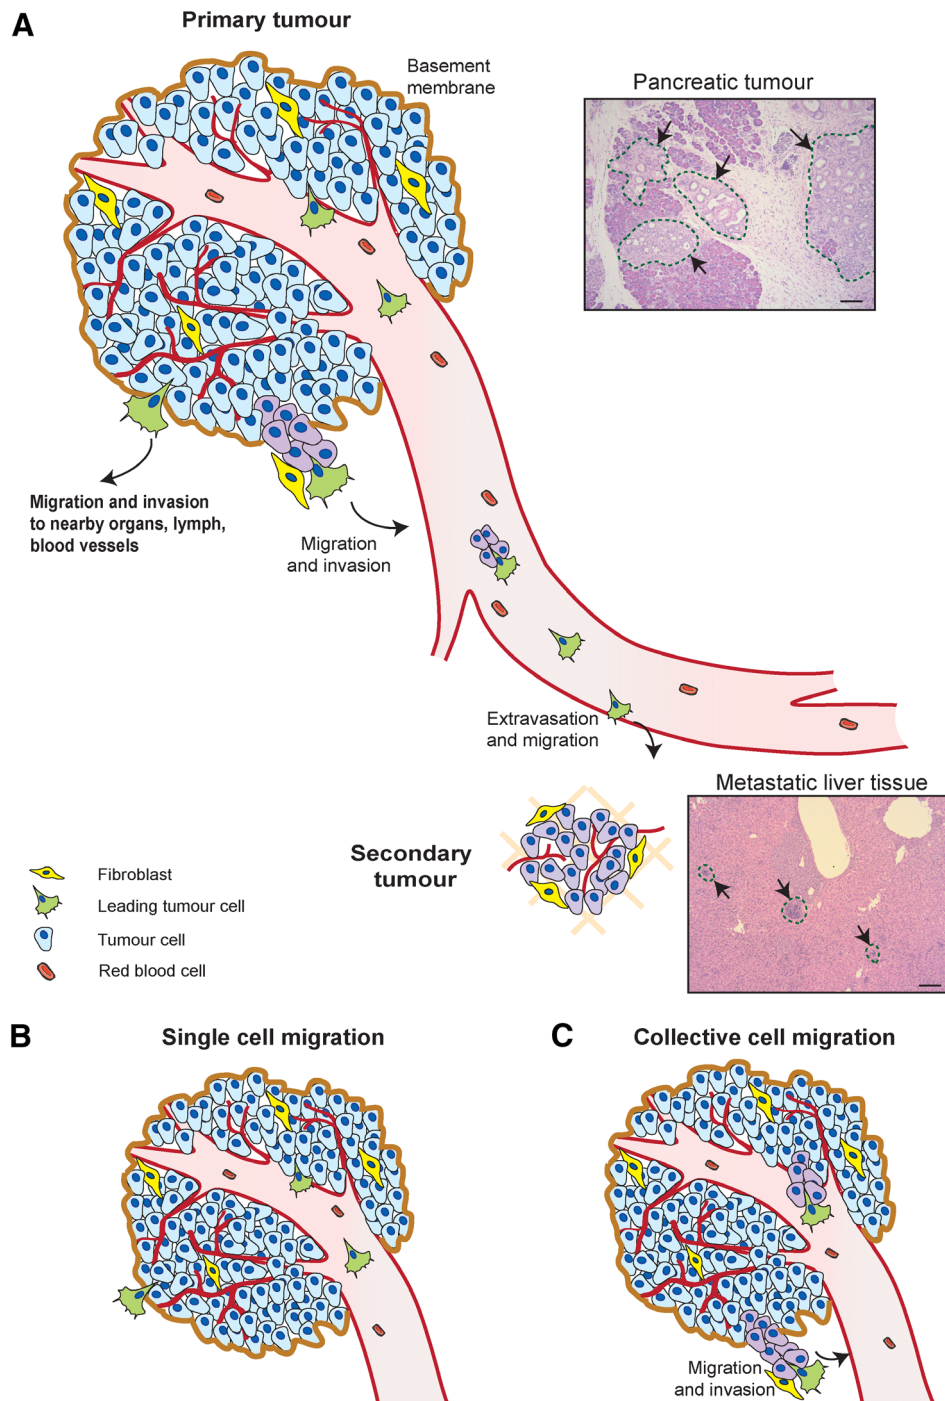 A
Primary tumour
Basement
membrane
Pancreatic tumour
Migration and invasion
to nearby organs, lymph,
blood vessels
Migration
and invasion
Extravasation
and migration
Metastatic liver tissue
Secondary
tumour
Fibroblast
Leading tumour cell
Tumour cell
Red blood cell
B
Single cell migration
C
Collective cell migration
Migration
and invasion